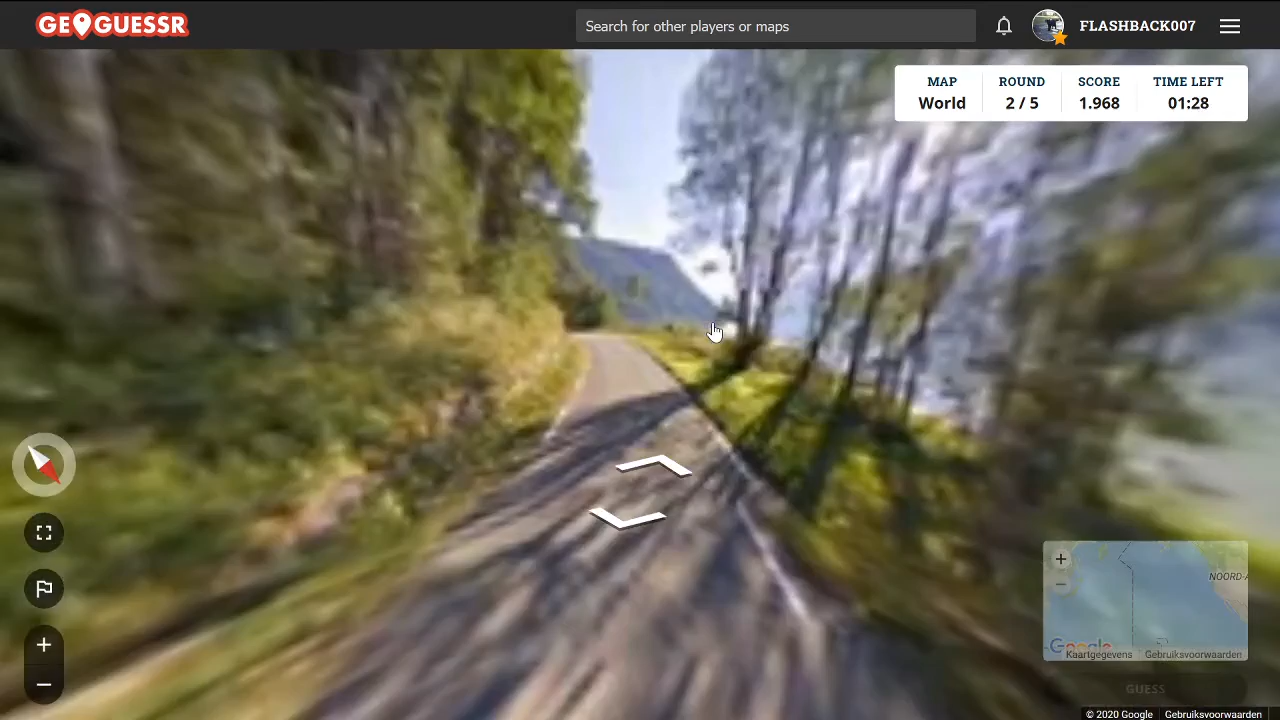 GEOGUESSR
Search for other players or maps
FLASHBACK007
MAP
World
ROUND
2 / 5
SCORE
1.968
TIME LEFT
01:28
NOORD-A
Google
Kaartgegevens
Gebruiksvoorwaarden
GUESS
© 2020 Google
Gebruiksvoorwaarden